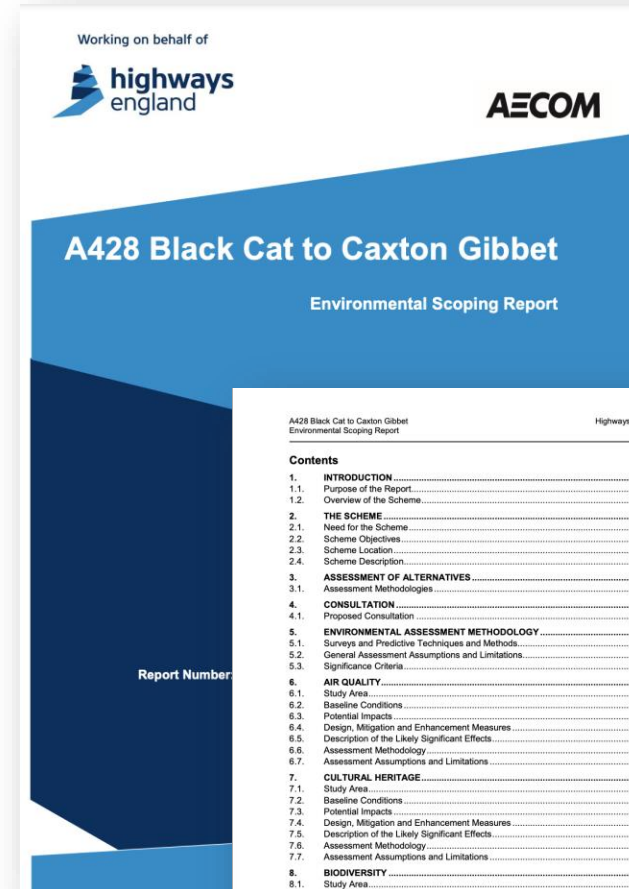 Working on behalf of
highways
england
AECOM
A428 Black Cat to Caxton Gibbet
Environmental Scoping Report
Report Number:
A428 Black Cat to Caxton Gibbet
Environmental Scoping Report
Highways
Contents
1. INTRODUCTION
1.1. Purpose of the Report
1.2. Overview of the Scheme
2. THE SCHEME
2.1. Need for the Scheme
2.2. Scheme Objectives
2.3. Scheme Location
2.4. Scheme Description
3. ASSESSMENT OF ALTERNATIVES
3.1. Assessment Methodologies
4. CONSULTATION
4.1. Proposed Consultation
5. ENVIRONMENTAL ASSESSMENT METHODOLOGY
5.1. Surveys and Predictive Techniques and Methods
5.2. General Assessment Assumptions and Limitations
5.3. Significance Criteria
6. AIR QUALITY
6.1. Study Area
6.2. Baseline Conditions
6.3. Potential Impacts
6.4. Design, Mitigation and Enhancement Measures
6.5. Description of the Likely Significant Effects
6.6. Assessment Methodology
6.7. Assessment Assumptions and Limitations
7. CULTURAL HERITAGE
7.1. Study Area
7.2. Baseline Conditions
7.3. Potential Impacts
7.4. Design, Mitigation and Enhancement Measures
7.5. Description of the Likely Significant Effects
7.6. Assessment Methodology
7.7. Assessment Assumptions and Limitations
8. BIODIVERSITY
8.1. Study Area